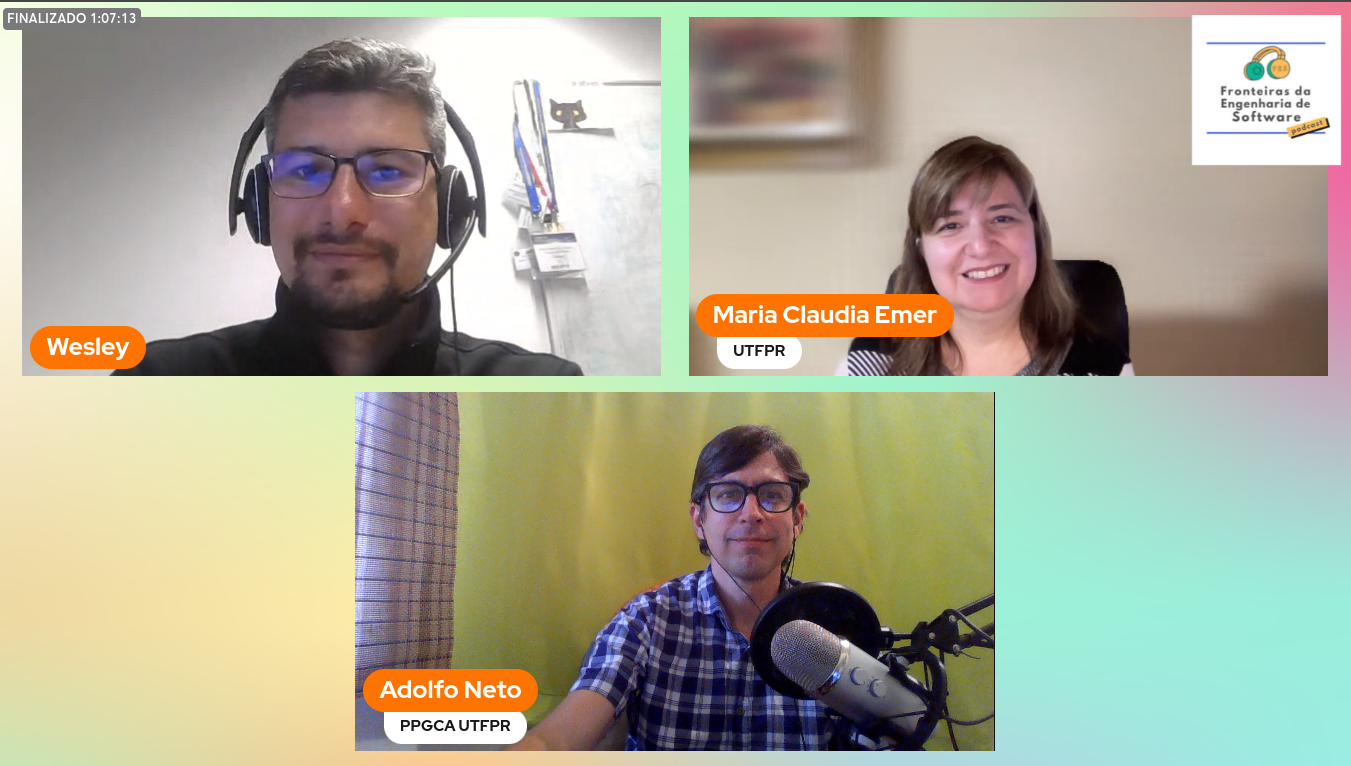 FINALIZADO 1:07:13
Fronteiras da
Engenharia de
Software
podcast
Wesley
Maria Claudia Emer
UTFPR
Adolfo Neto
PPGCA UTFPR